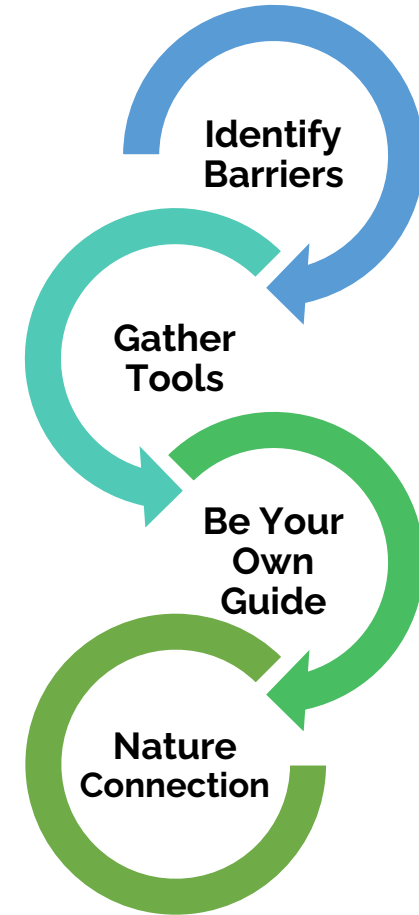 Identify
Barriers
Gather
Tools
Be Your
Own
Guide
Nature
Connection